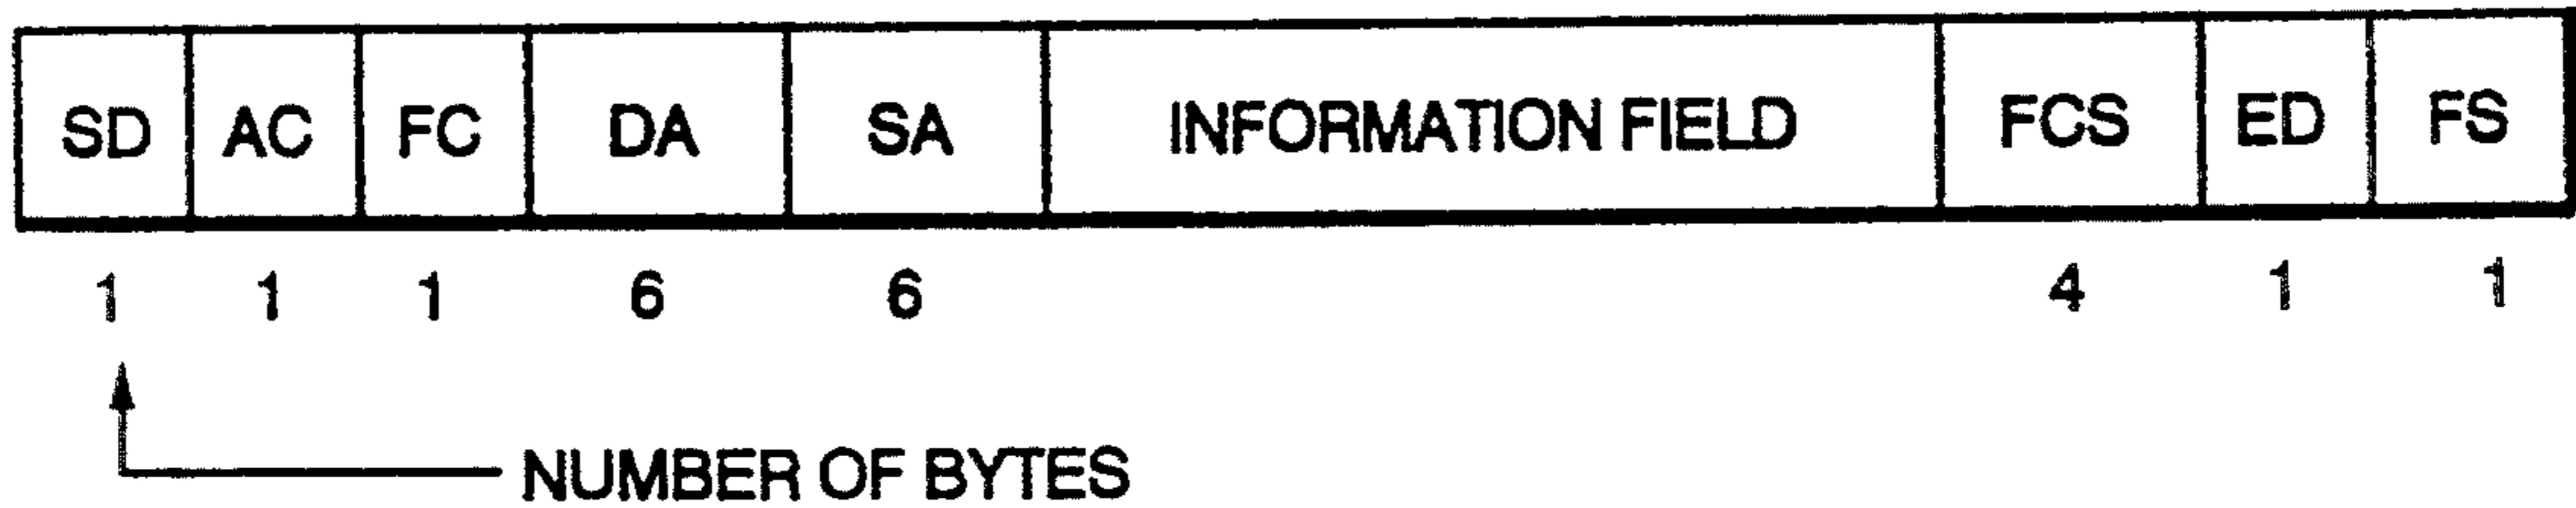 SD AC FC DA SA INFORMATION FIELD FCS ED FS
1 1 1 6 6 4 1 1
NUMBER OF BYTES